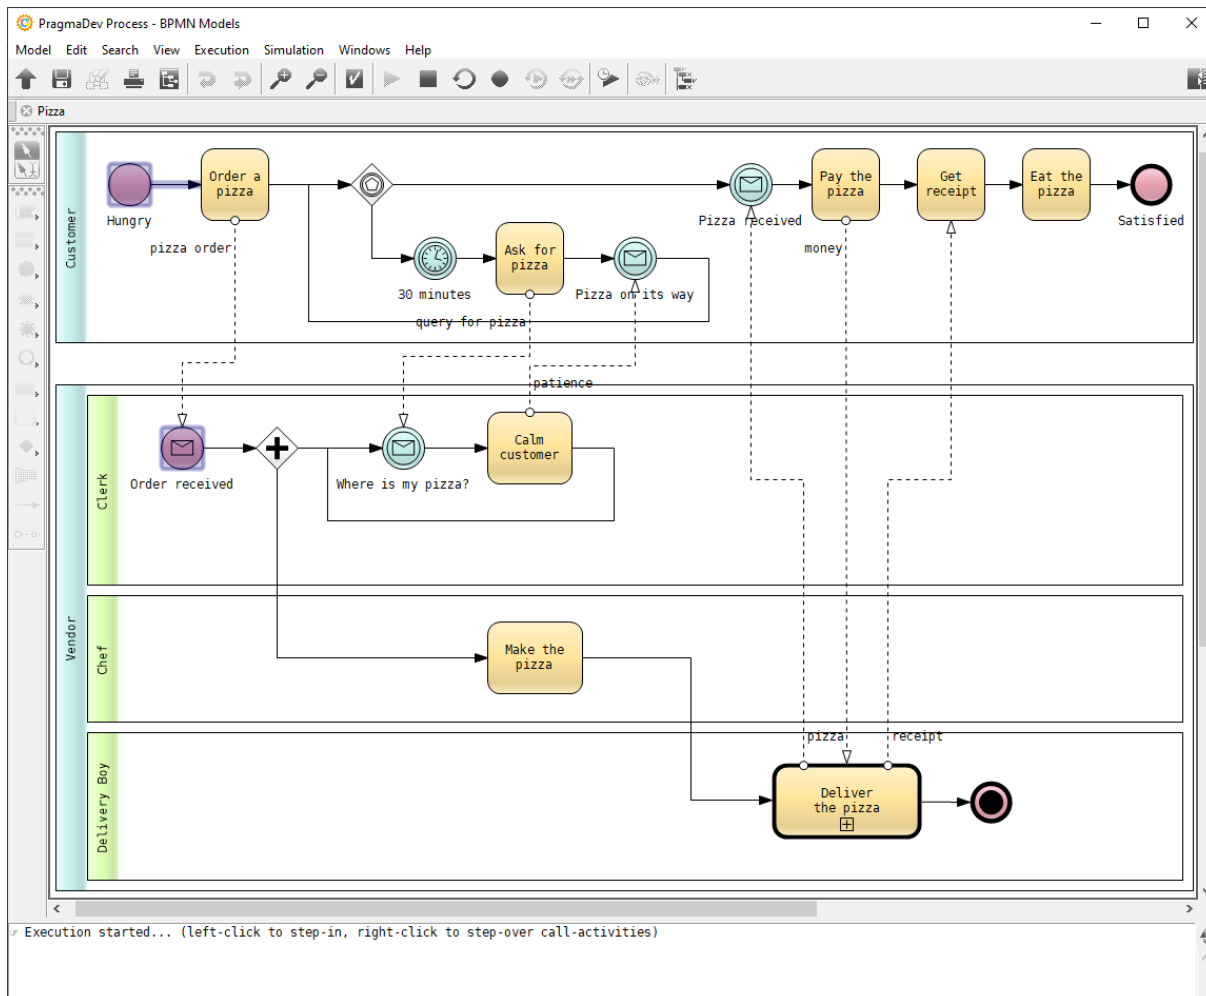 PragmaDev Process - BPMN Models
Model Edit Search View Execution Simulation Windows Help
Pizza
Customer
Hungry
Order a
pizza
pizza order
30 minutes
Ask for
pizza
query for pizza
Pizza on its way
Pizza received
Pay the
pizza
money
Get
receipt
Eat the
pizza
Satisfied
patience
Vendor
Clerk
Order received
Where is my pizza?
Calm
customer
Chef
Make the
pizza
Delivery Boy
pizza
receipt
Deliver
the pizza
Execution started... (left-click to step-in, right-click to step-over call-activities)